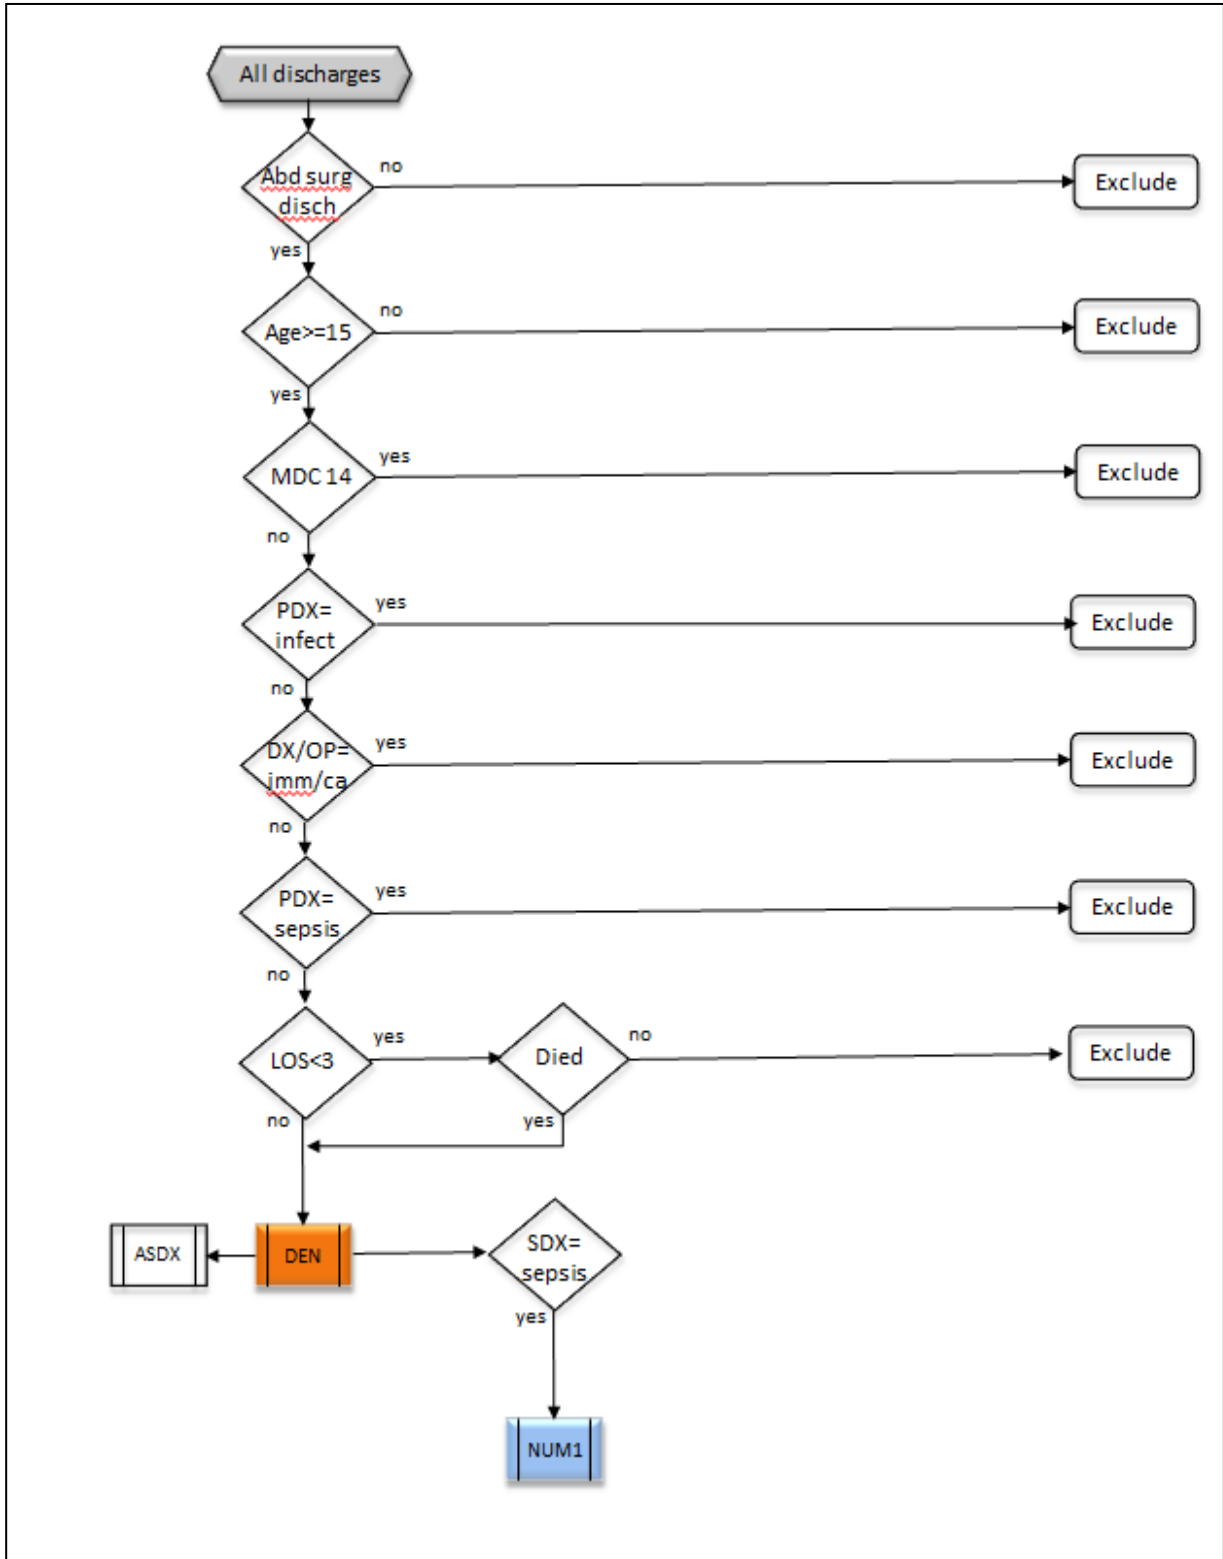 All discharges
Abd surg
disch
no
Exclude
yes
Age>=15
no
Exclude
yes
MDC 14
yes
Exclude
no
PDX=
infect
yes
Exclude
no
DX/OP=
imm/ca
yes
Exclude
no
PDX=
sepsis
yes
Exclude
no
LOS<3
yes
Died
no
Exclude
no
yes
ASDX
DEN
SDX=
sepsis
yes
NUM1